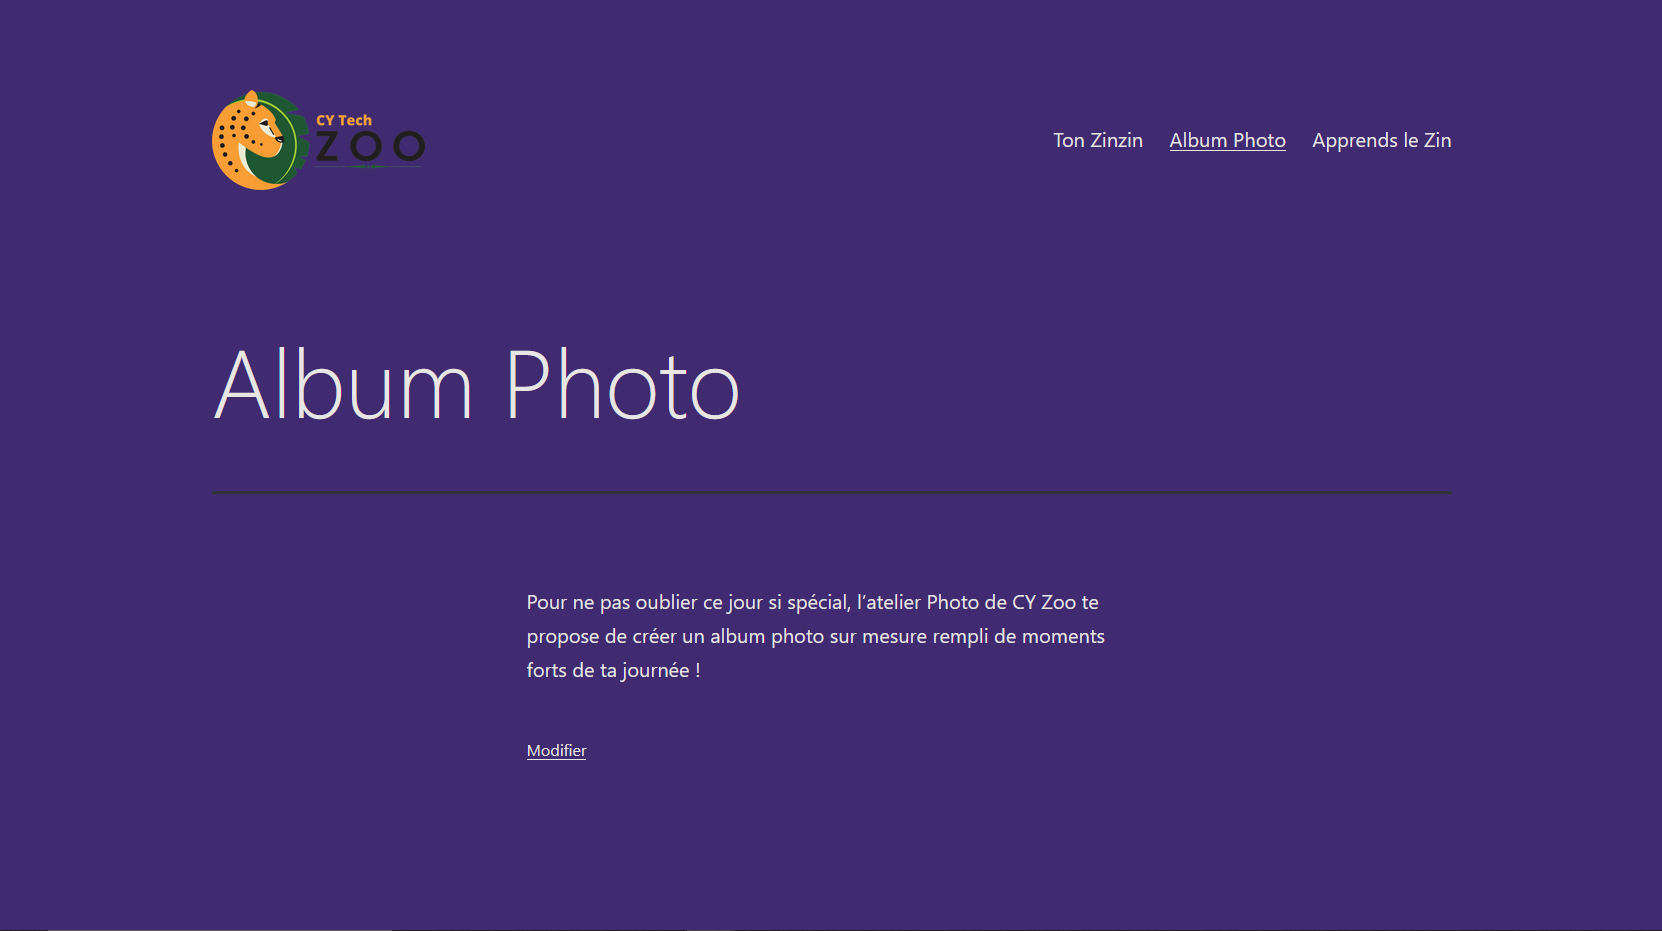 CY Tech
ZOO
Ton Zinzin Album Photo Apprends le Zin
Album Photo
Pour ne pas oublier ce jour si spécial, l’atelier Photo de CY Zoo te
propose de créer un album photo sur mesure rempli de moments
forts de ta journée !
Modifier